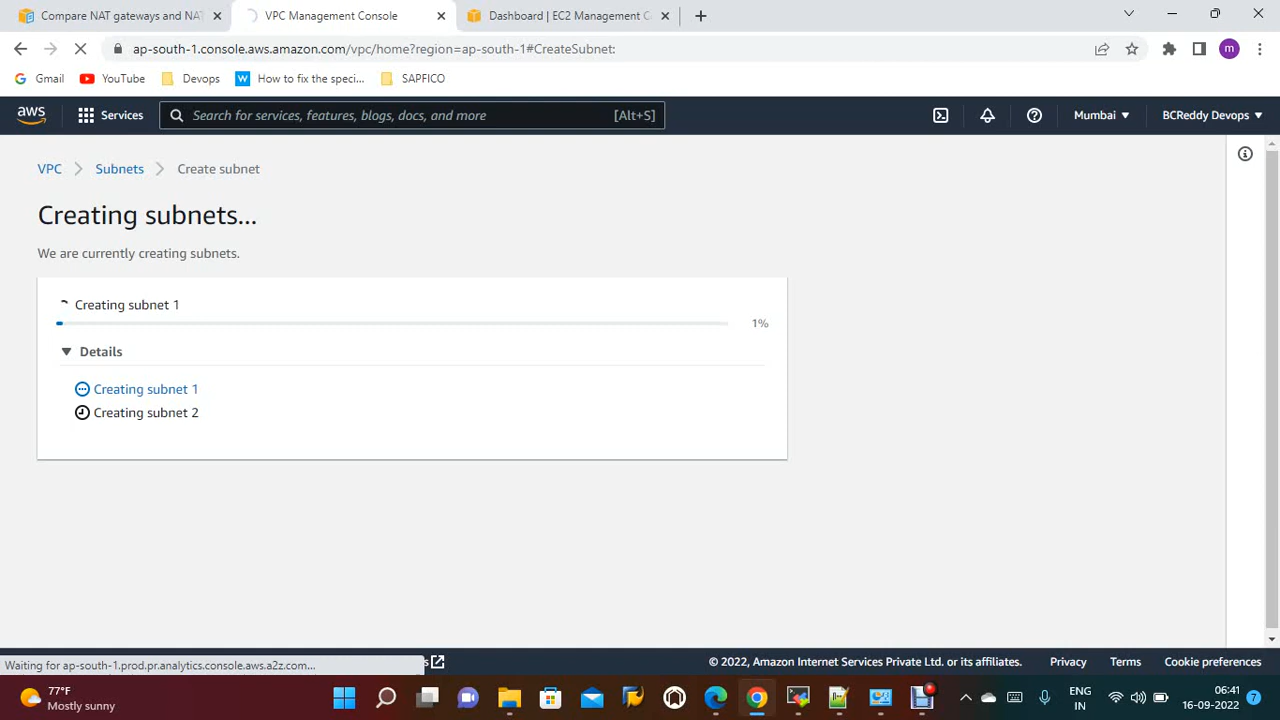 Compare NAT gateways and NAT
VPC Management Console
Dashboard | EC2 Management C
ap-south-1.console.aws.amazon.com/vpc/home?region=ap-south-1#CreateSubnet:
m
Gmail
YouTube
Devops
How to fix the speci...
SAPFICO
aws
Services
Search for services, features, blogs, docs, and more
[Alt+S]
Mumbai
BCReddy Devops
VPC
Subnets
Create subnet
Creating subnets...
We are currently creating subnets.
Creating subnet 1
1%
Details
Creating subnet 1
Creating subnet 2
Waiting for ap-south-1.prod.pr.analytics.console.aws.a2z.com...
© 2022, Amazon Internet Services Private Ltd. or its affiliates.
Privacy
Terms
Cookie preferences
77°F
Mostly sunny
ENG
IN
06:41
16-09-2022
7